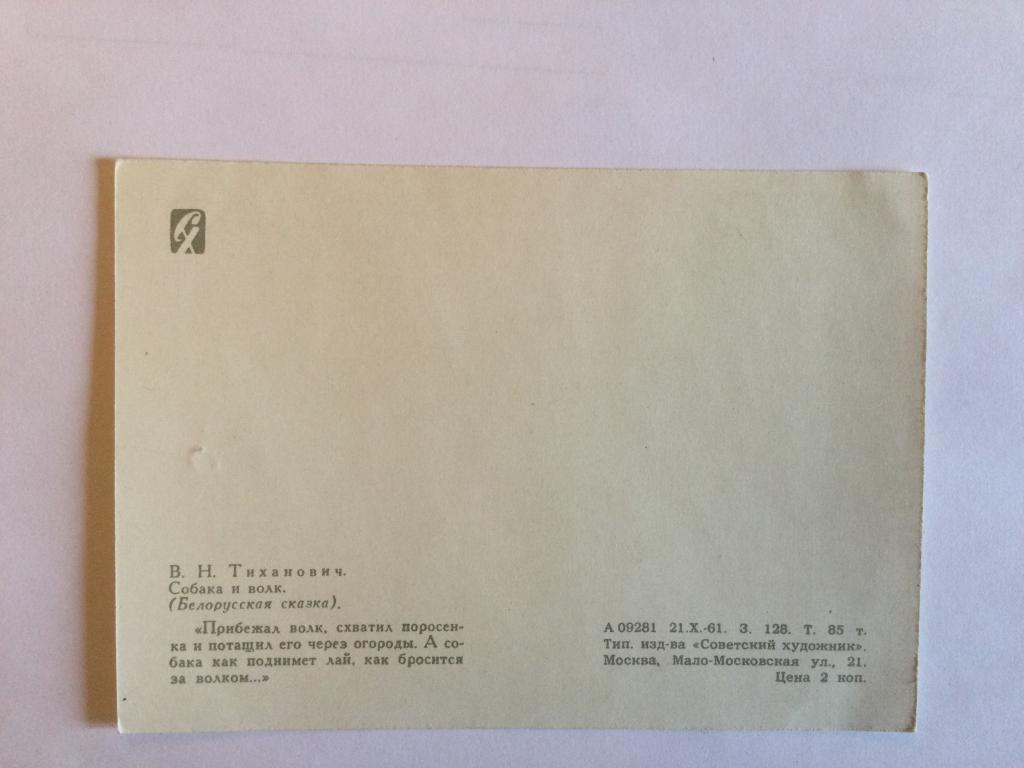 СХ
В. Н. Тиханович.
Собака и волк.
(Белорусская сказка).
«Прибежал волк, схватил поросен-
ка и потащил его через огороды. А со-
бака как поднимет лай, как бросится
за волком...»
А 09281 21.X.-61. З. 128. Т. 85 т.
Тип. изд-ва «Советский художник».
Москва, Мало-Московская ул., 21.
Цена 2 коп.